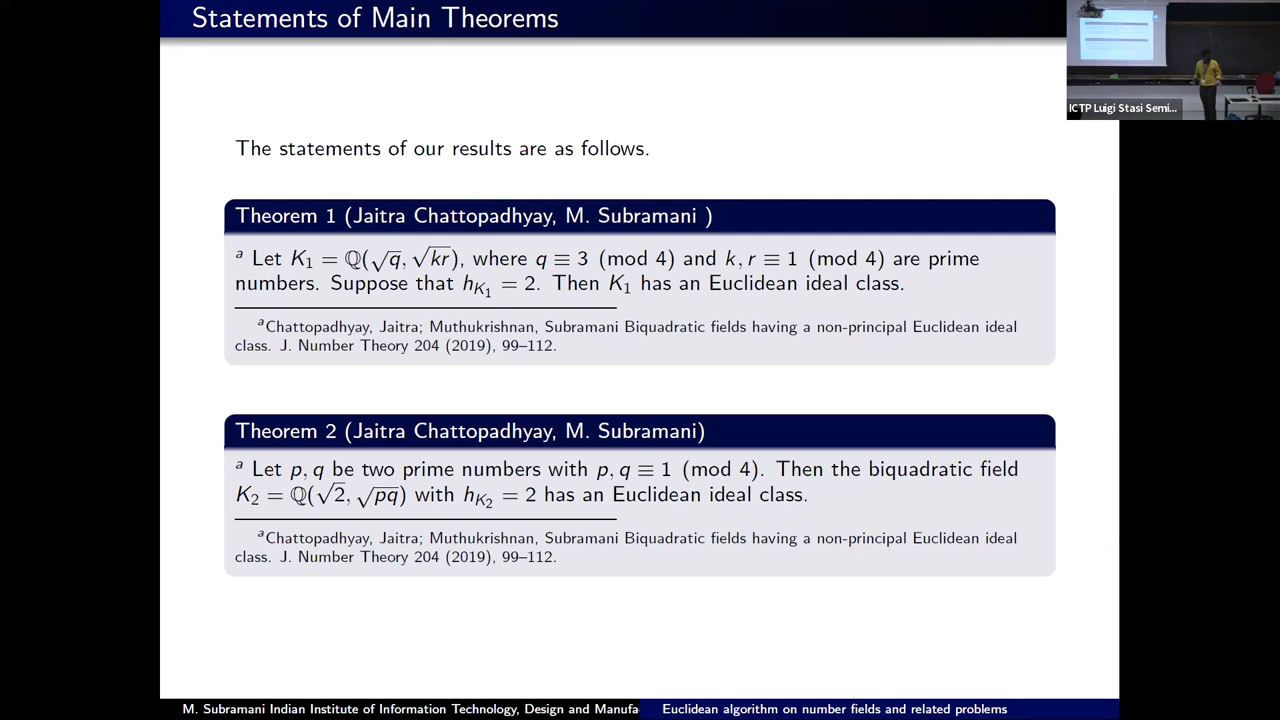 Statements of Main Theorems
ICTP Luigi Stasi Semi...
The statements of our results are as follows.
Theorem 1 (Jaitra Chattopadhyay, M. Subramani )
ᵃ Let K₁ = ℚ(√q, √kr), where q ≡ 3 (mod 4) and k, r ≡ 1 (mod 4) are prime
numbers. Suppose that h_{K₁} = 2. Then K₁ has an Euclidean ideal class.
ᵃChattopadhyay, Jaitra; Muthukrishnan, Subramani Biquadratic fields having a non-principal Euclidean ideal
class. J. Number Theory 204 (2019), 99–112.
Theorem 2 (Jaitra Chattopadhyay, M. Subramani)
ᵃ Let p, q be two prime numbers with p, q ≡ 1 (mod 4). Then the biquadratic field
K₂ = ℚ(√2, √pq) with h_{K₂} = 2 has an Euclidean ideal class.
ᵃChattopadhyay, Jaitra; Muthukrishnan, Subramani Biquadratic fields having a non-principal Euclidean ideal
class. J. Number Theory 204 (2019), 99–112.
M. Subramani Indian Institute of Information Technology, Design and Manufa
Euclidean algorithm on number fields and related problems